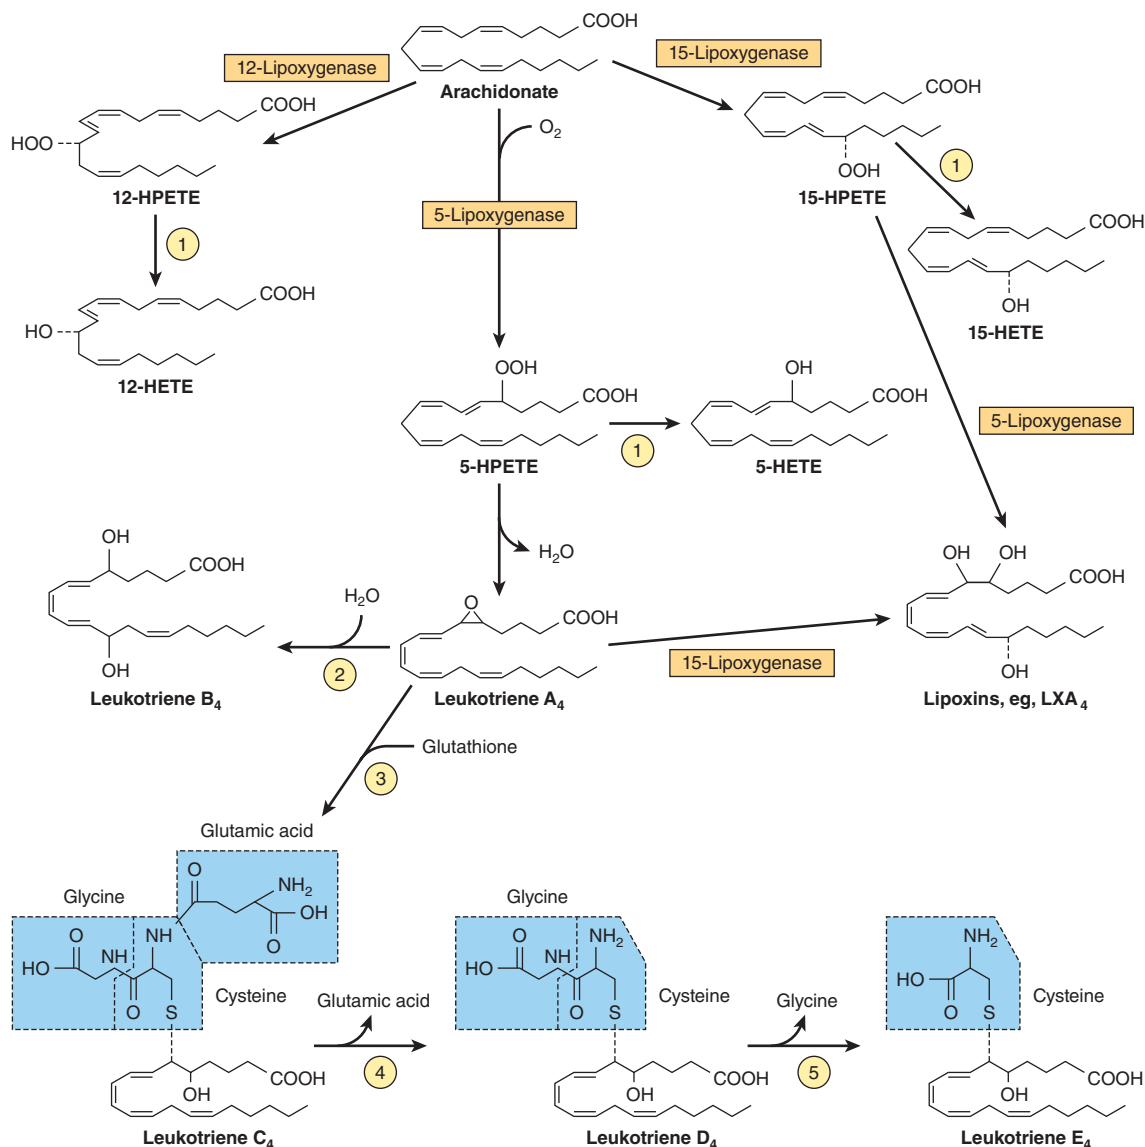 COOH
12-Lipoxygenase
15-Lipoxygenase
Arachidonate
COOH
HOO
12-HPETE
O2
COOH
OOH
15-HPETE
1
5-Lipoxygenase
1
COOH
OH
15-HETE
COOH
HO
12-HETE
OOH
COOH
5-HPETE
1
OH
COOH
5-HETE
5-Lipoxygenase
H2O
OH
COOH
OH
Leukotriene B4
H2O
2
O
COOH
Leukotriene A4
15-Lipoxygenase
OH
OH
COOH
OH
Lipoxins, eg, LXA4
Glutathione
3
Glutamic acid
O
NH2
OH
O
Glycine
O
HO
NH
NH
O
S
Cysteine
COOH
OH
Leukotriene C4
Glutamic acid
4
Glycine
O
HO
NH
NH2
O
S
Cysteine
COOH
OH
Leukotriene D4
Glycine
5
NH2
HO
O
S
Cysteine
COOH
OH
Leukotriene E4